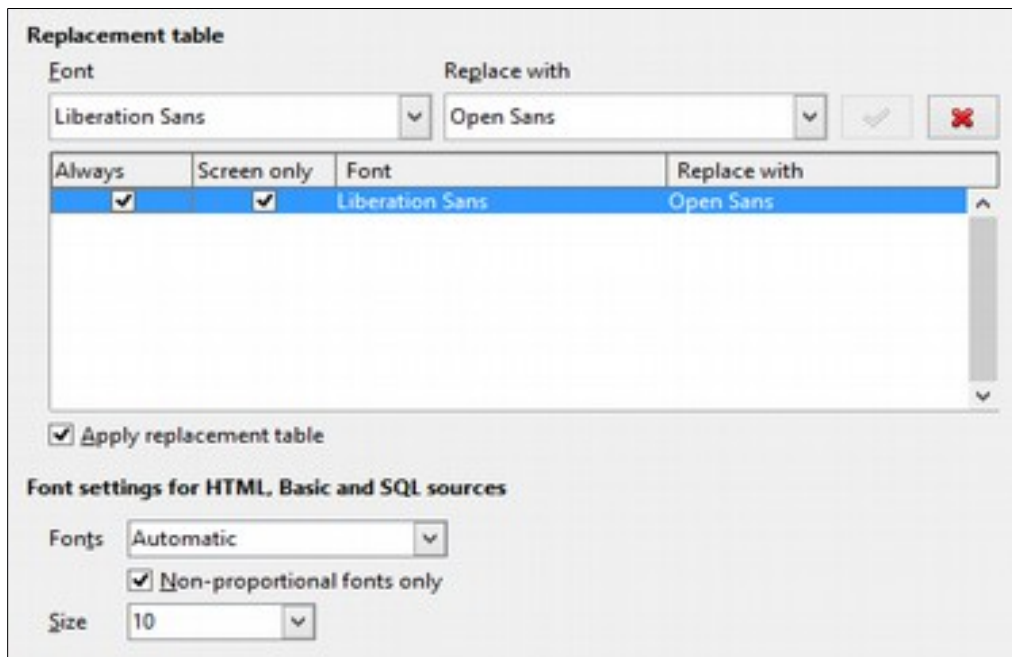 Replacement table
Font Replace with
Liberation Sans Open Sans
Always Screen only Font Replace with
Liberation Sans Open Sans
Apply replacement table
Font settings for HTML, Basic and SQL sources
Fonts Automatic
Non-proportional fonts only
Size 10